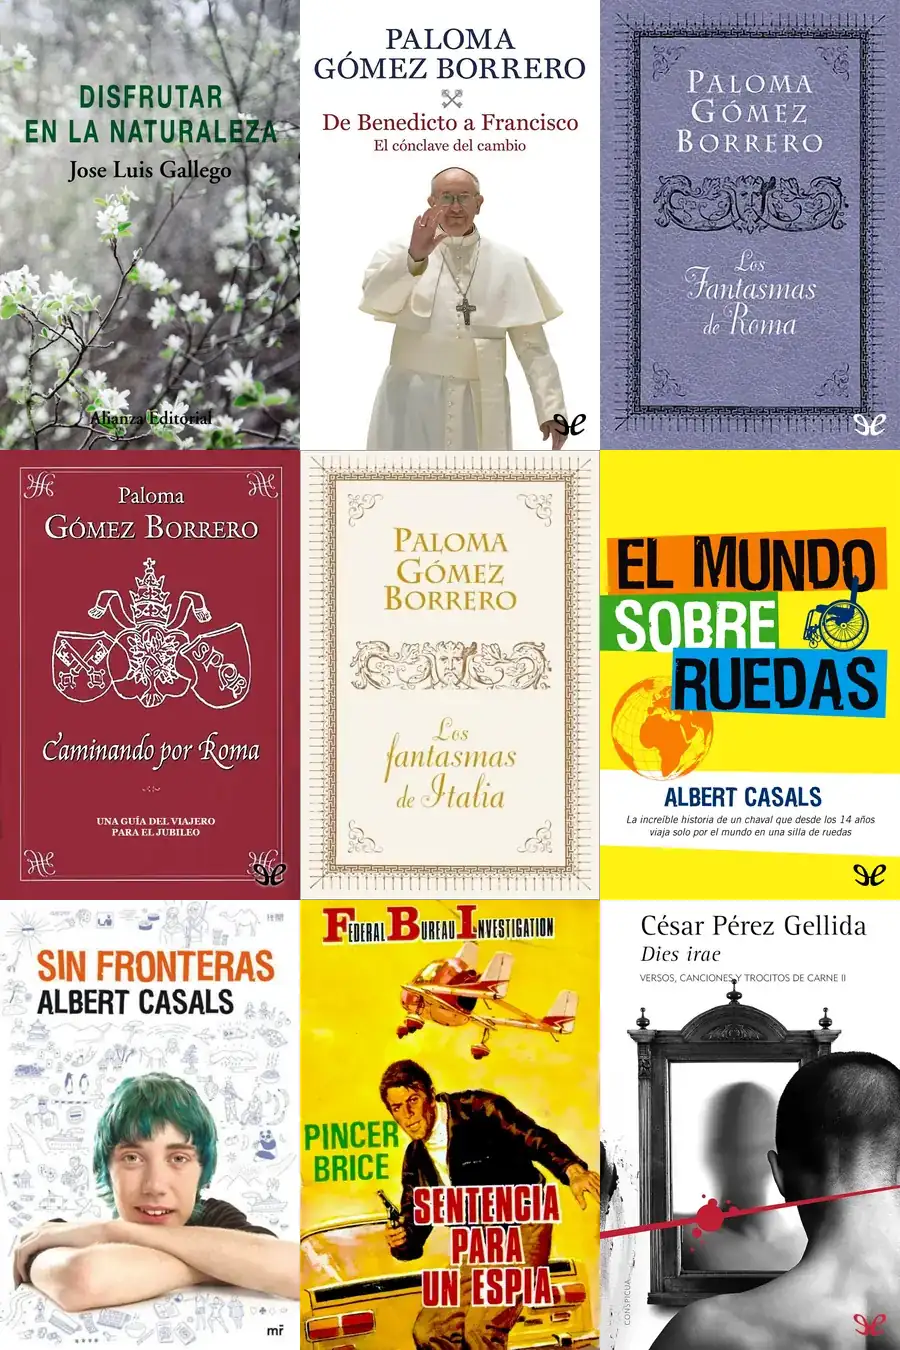 DISFRUTAR
EN LA NATURALEZA
Jose Luis Gallego
Alianza Editorial
PALOMA
GÓMEZ BORRERO
De Benedicto a Francisco
El cónclave del cambio
PALOMA
GÓMEZ
BORRERO
Los
Fantasmas
de Roma
Paloma
GÓMEZ BORRERO
SPQR
Caminando por Roma
UNA GUÍA DEL VIAJERO
PARA EL JUBILEO
PALOMA
GÓMEZ
BORRERO
Los
fantasmas
de Italia
EL MUNDO
SOBRE
RUEDAS
ALBERT CASALS
La increíble historia de un chaval que desde los 14 años
viaja solo por el mundo en una silla de ruedas
SIN FRONTERAS
ALBERT CASALS
mr
FEDERAL BUREAU INVESTIGATION
PINCER
BRICE
SENTENCIA
PARA
UN ESPIA
César Pérez Gellida
Dies irae
VERSOS, CANCIONES Y TROCITOS DE CARNE II
CONSPICUA